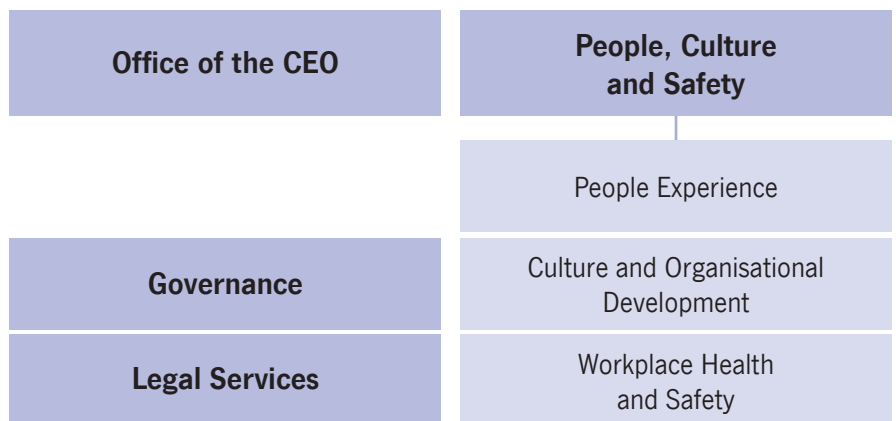 Office of the CEO
People, Culture
and Safety
People Experience
Governance
Culture and Organisational
Development
Legal Services
Workplace Health
and Safety